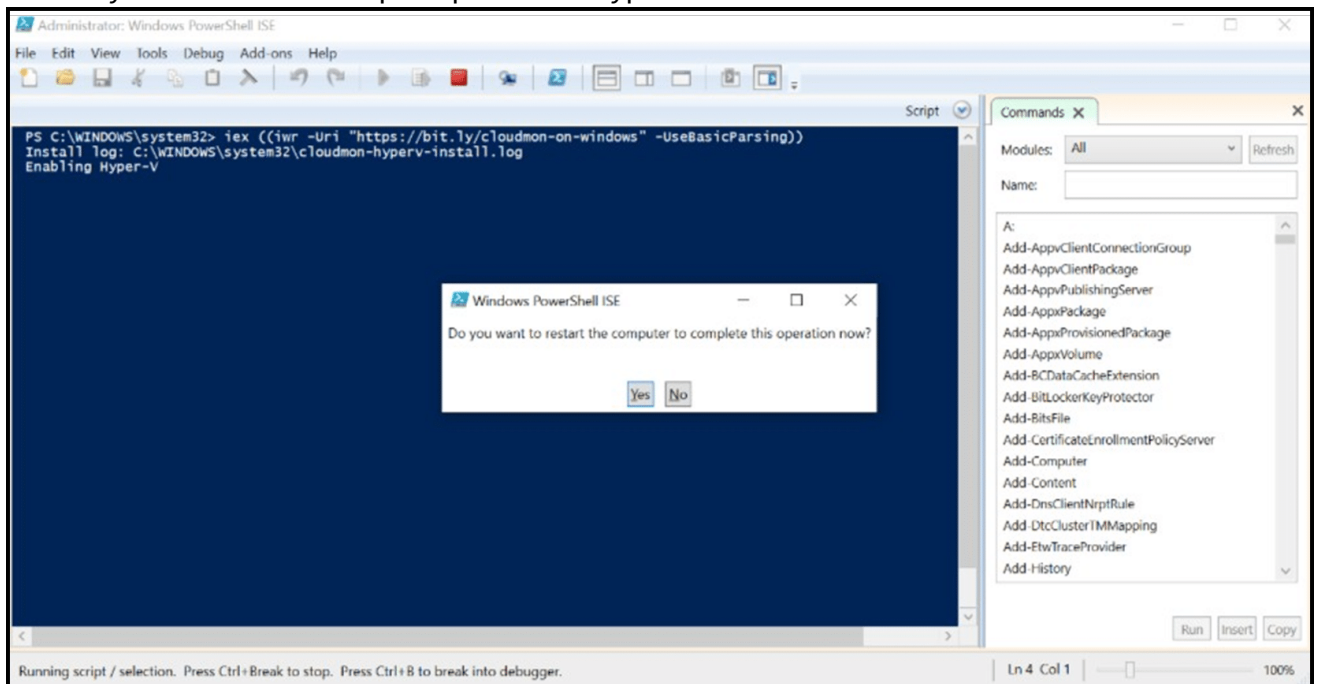 Administrator: Windows PowerShell ISE
File Edit View Tools Debug Add-ons Help
Script
PS C:\WINDOWS\system32> iex ((iwr -Uri "https://bit.ly/cloudmon-on-windows" -UseBasicParsing))
Install log: C:\WINDOWS\system32\cloudmon-hyperv-install.log
Enabling Hyper-V
Windows PowerShell ISE
Do you want to restart the computer to complete this operation now?
Yes No
Commands
Modules: All Refresh
Name:
A:
Add-AppvClientConnectionGroup
Add-AppvClientPackage
Add-AppvPublishingServer
Add-AppxPackage
Add-AppxProvisionedPackage
Add-AppxVolume
Add-BCDataCacheExtension
Add-BitLockerKeyProtector
Add-BitsFile
Add-CertificateEnrollmentPolicyServer
Add-Computer
Add-Content
Add-DnsClientNrptRule
Add-DtcClusterTMMapping
Add-EtwTraceProvider
Add-History
Run Insert Copy
Running script / selection. Press Ctrl+Break to stop. Press Ctrl+B to break into debugger.
Ln 4 Col 1
100%